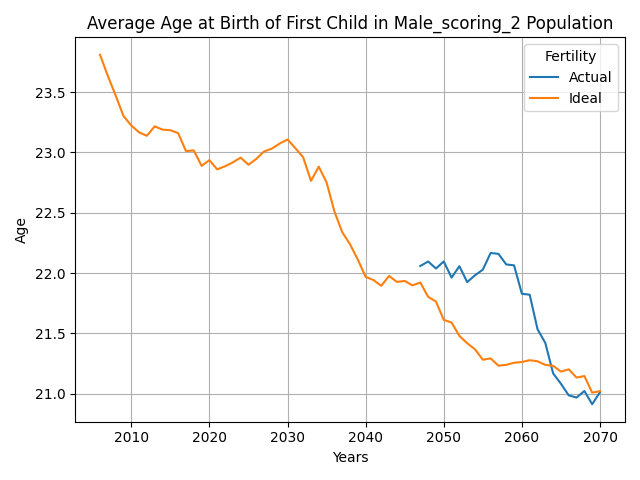 Average Age at Birth of First Child in Male_scoring_2 Population
Fertility
Actual
Ideal
Age
23.5
23.0
22.5
22.0
21.5
21.0
2010 2020 2030 2040 2050 2060 2070
Years